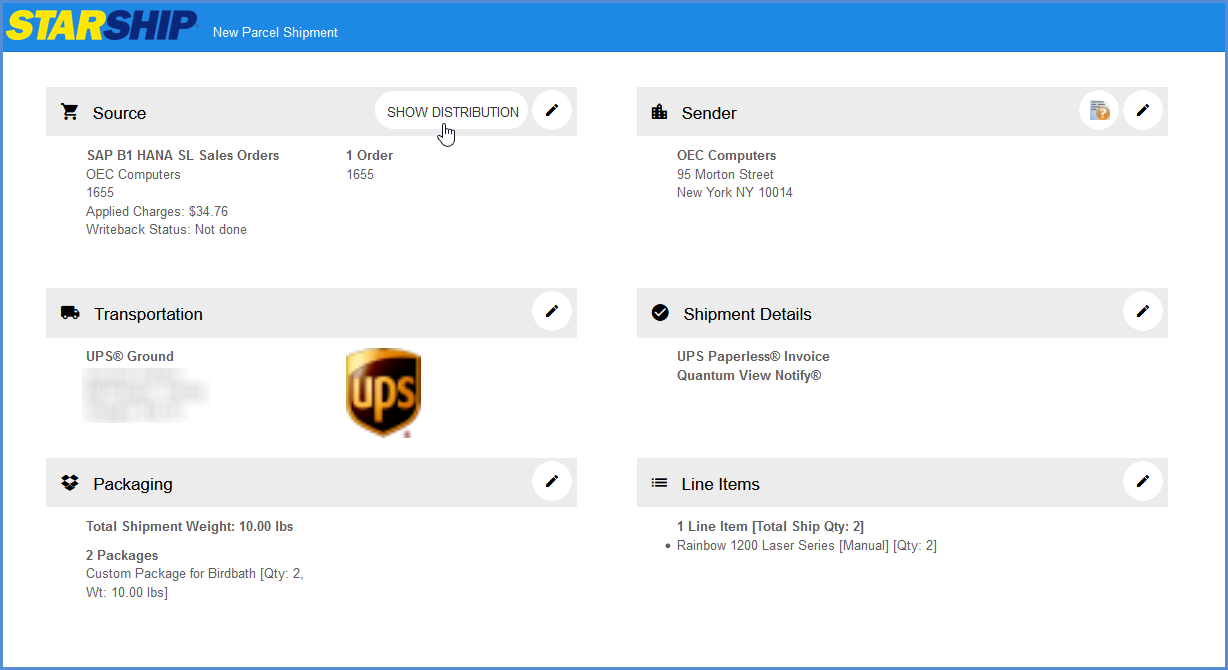 STARSHIP
New Parcel Shipment
Source
SHOW DISTRIBUTION
SAP B1 HANA SL Sales Orders
OEC Computers
1655
Applied Charges: $34.76
Writeback Status: Not done
1 Order
1655
Sender
OEC Computers
95 Morton Street
New York NY 10014
Transportation
UPS® Ground
ups
Shipment Details
UPS Paperless® Invoice
Quantum View Notify®
Packaging
Total Shipment Weight: 10.00 lbs
2 Packages
Custom Package for Birdbath [Qty: 2,
Wt: 10.00 lbs]
Line Items
1 Line Item [Total Ship Qty: 2]
• Rainbow 1200 Laser Series [Manual] [Qty: 2]